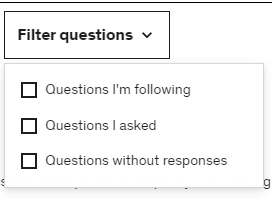 Filter questions
Questions I'm following
Questions I asked
Questions without responses